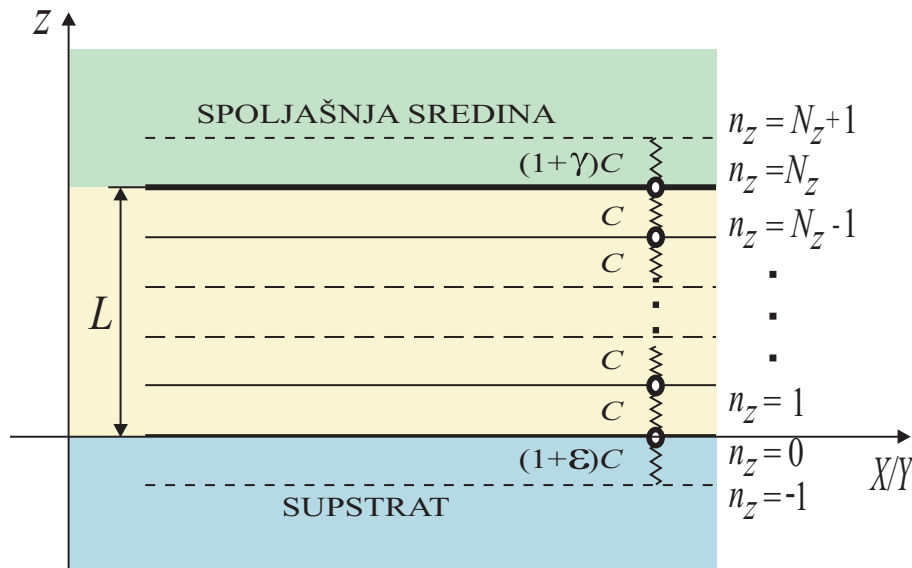 z
SPOLJAŠNJA SREDINA
n_z = N_z+1
(1+γ)C
n_z = N_z
C
n_z = N_z -1
C
L
C
n_z = 1
C
(1+ε)C
n_z = 0
X/Y
n_z = -1
SUPSTRAT